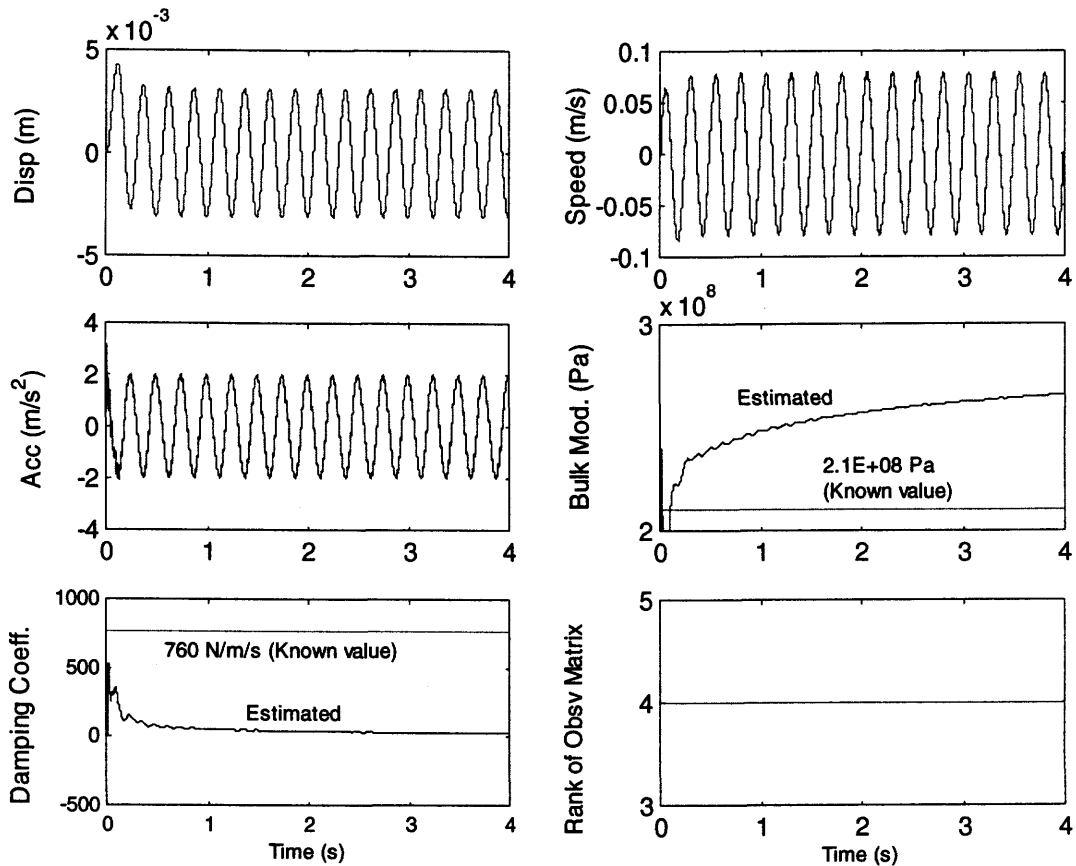 x 10⁻³
5
0
-5
Disp (m)
0 1 2 3 4
0.1
0.05
0
-0.05
-0.1
Speed (m/s)
0 1 2 3 4
4
2
0
-2
-4
Acc (m/s²)
0 1 2 3 4
x 10⁸
3
2
Bulk Mod. (Pa)
Estimated
2.1E+08 Pa
(Known value)
0 1 2 3 4
1000
500
0
-500
Damping Coeff.
760 N/m/s (Known value)
Estimated
0 1 2 3 4
Time (s)
5
4
3
Rank of Obsv Matrix
0 1 2 3 4
Time (s)